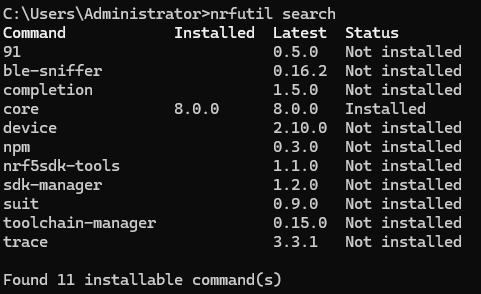 C:\Users\Administrator>nrfutil search
Command Installed Latest Status
91 0.5.0 Not installed
ble-sniffer 0.16.2 Not installed
completion 1.5.0 Not installed
core 8.0.0 8.0.0 Installed
device 2.10.0 Not installed
npm 0.3.0 Not installed
nrf5sdk-tools 1.1.0 Not installed
sdk-manager 1.2.0 Not installed
suit 0.9.0 Not installed
toolchain-manager 0.15.0 Not installed
trace 3.3.1 Not installed
Found 11 installable command(s)